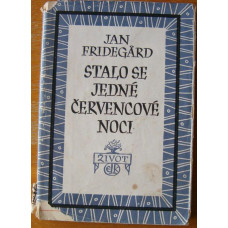 JAN
FRIDEGÅRD
STALO SE
JEDNÉ
ČERVENCOVÉ
NOCI
ŽIVOT